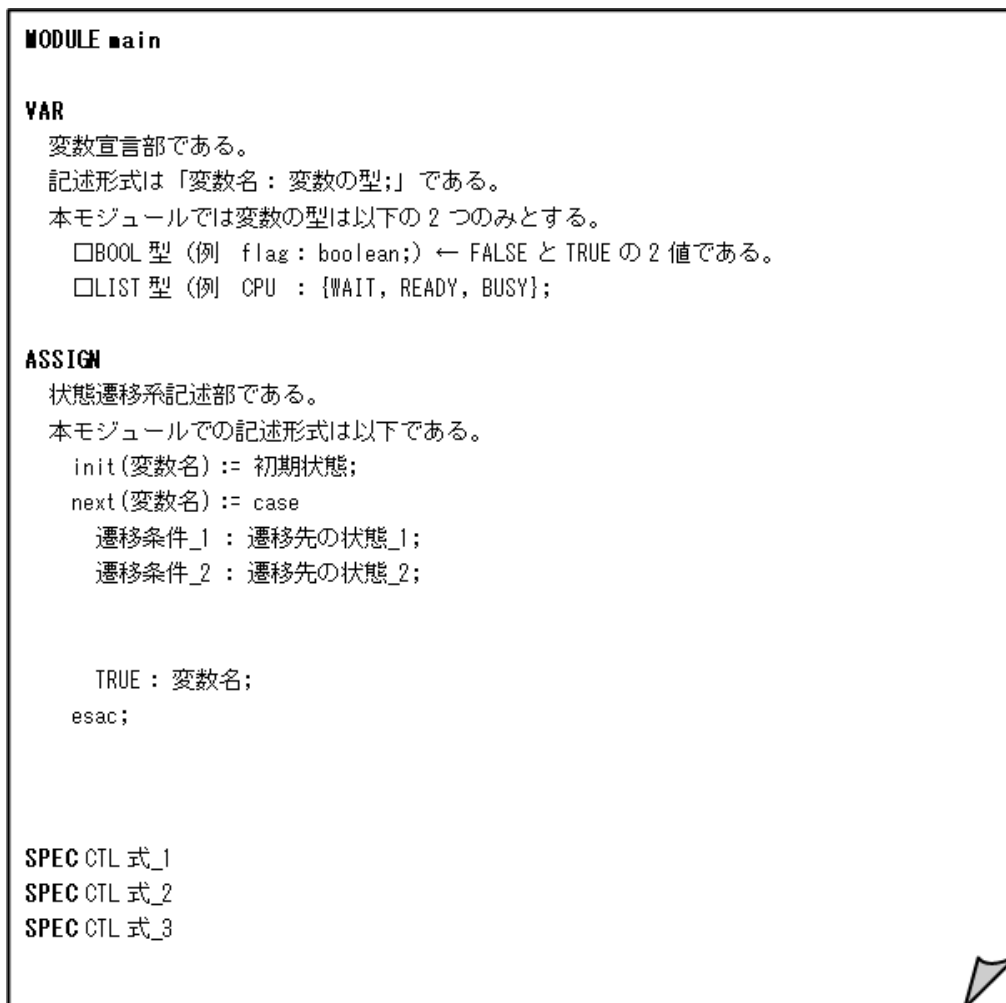 MODULE main
VAR
変数宣言部である。
記述形式は「変数名: 変数の型;」である。
本モジュールでは変数の型は以下の 2 つのみとする。
□BOOL 型 (例 flag : boolean;) ← FALSE と TRUE の 2 値である。
□LIST 型 (例 CPU : {WAIT, READY, BUSY};
ASSIGN
状態遷移系記述部である。
本モジュールでの記述形式は以下である。
init(変数名) := 初期状態;
next(変数名) := case
遷移条件_1 : 遷移先の状態_1;
遷移条件_2 : 遷移先の状態_2;
TRUE : 変数名;
esac;
SPEC CTL 式_1
SPEC CTL 式_2
SPEC CTL 式_3